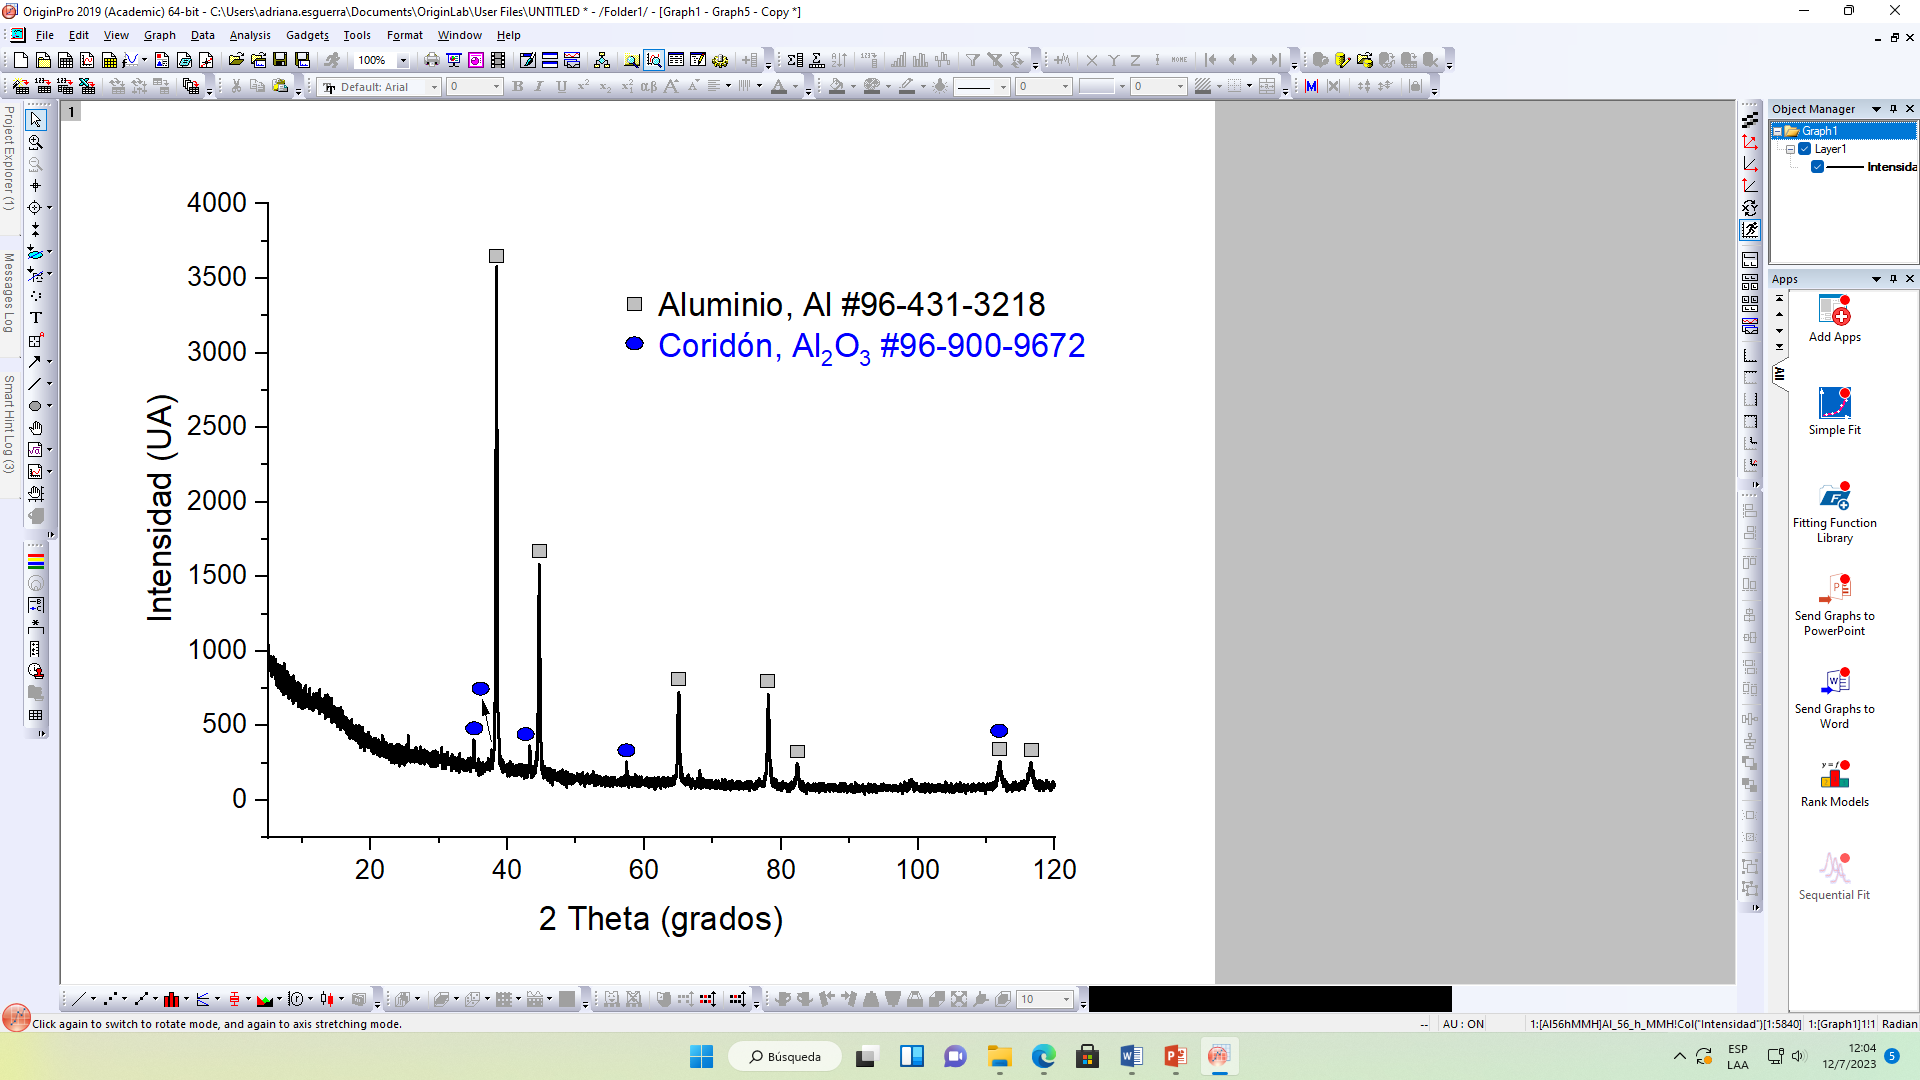 OriginPro 2019 (Academic) 64-bit - C:\Users\adriana.esguerra\Documents\OriginLab\User Files\UNTITLED * - /Folder1/ - [Graph1 - Graph5 - Copy *]
File Edit View Graph Data Analysis Gadgets Tools Format Window Help
100%
Default: Arial 0 B I U 0 0
Project Explorer (1)
Messages Log
Smart Hint Log (3)
1
4000
3500
3000
2500
2000
1500
1000
500
0
Intensidad (UA)
Aluminio, Al #96-431-3218
Coridón, Al₂O₃ #96-900-9672
20 40 60 80 100 120
2 Theta (grados)
Object Manager
Graph1
Layer1
Intensida
Apps
All
Add Apps
Simple Fit
Fitting Function
Library
Send Graphs to
PowerPoint
Send Graphs to
Word
Rank Models
Sequential Fit
10
Click again to switch to rotate mode, and again to axis stretching mode.
-- AU : ON 1:[Al56hMMH]Al_56_h_MMH!Col("Intensidad")[1:5840] 1:[Graph1]1!1 Radian
Búsqueda
ESP
LAA
12:04
12/7/2023
5